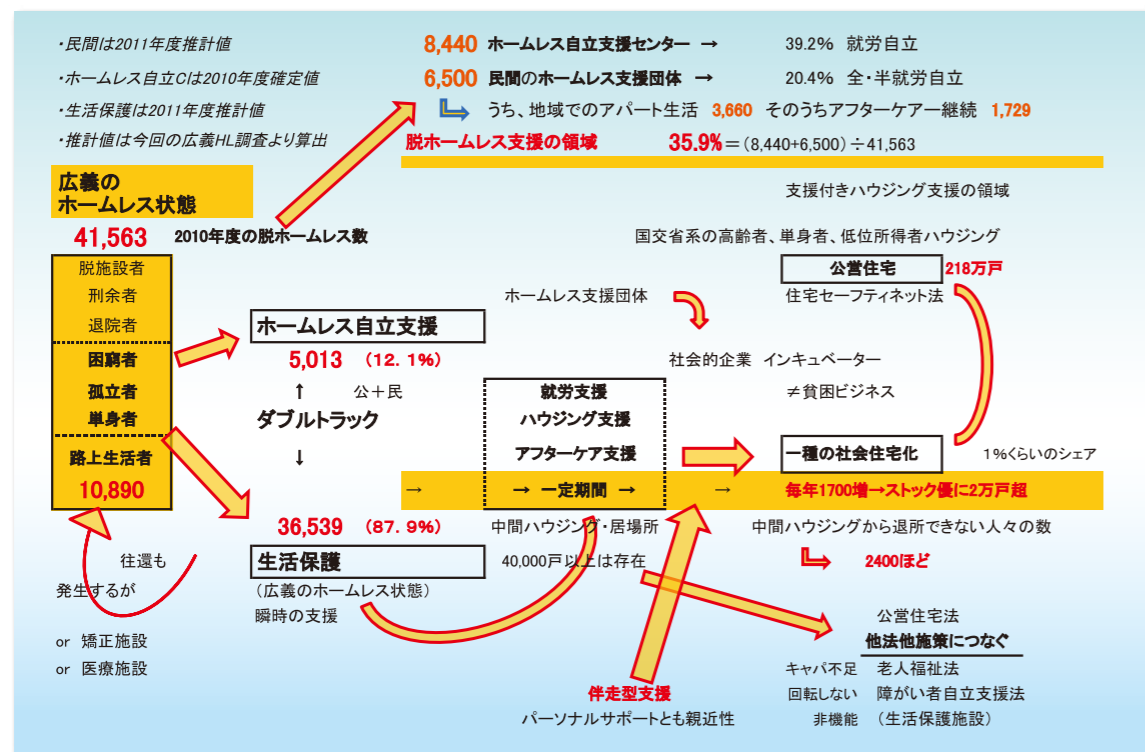 ・民間は2011年度推計値
8,440 ホームレス自立支援センター → 39.2% 就労自立
・ホームレス自立Cは2010年度確定値
6,500 民間のホームレス支援団体 → 20.4% 全・半就労自立
・生活保護は2011年度推計値
うち、地域でのアパート生活 3,660 そのうちアフターケアー継続 1,729
・推計値は今回の広義HL調査より算出
脱ホームレス支援の領域 35.9%=(8,440+6,500)÷41,563
広義の
ホームレス状態
支援付きハウジング支援の領域
41,563 2010年度の脱ホームレス数
国交省系の高齢者、単身者、低位所得者ハウジング
脱施設者
刑余者
退院者
困窮者
孤立者
単身者
路上生活者
10,890
公営住宅 218万戸
住宅セーフティネット法
ホームレス支援団体
ホームレス自立支援
5,013 (12.1%)
↑ 公+民
ダブルトラック
↓
社会的企業 インキュベーター
≠貧困ビジネス
就労支援
ハウジング支援
アフターケア支援
一種の社会住宅化 1%くらいのシェア
→ → 一定期間 → → 毎年1700増→ストック優に2万戸超
36,539 (87.9%)
生活保護
(広義のホームレス状態)
瞬時の支援
中間ハウジング・居場所
40,000戸以上は存在
中間ハウジングから退所できない人々の数
2400ほど
往還も
発生するが
or 矯正施設
or 医療施設
伴走型支援
パーソナルサポートとも親近性
公営住宅法
他法他施策につなぐ
キャパ不足 老人福祉法
回転しない 障がい者自立支援法
非機能 (生活保護施設)